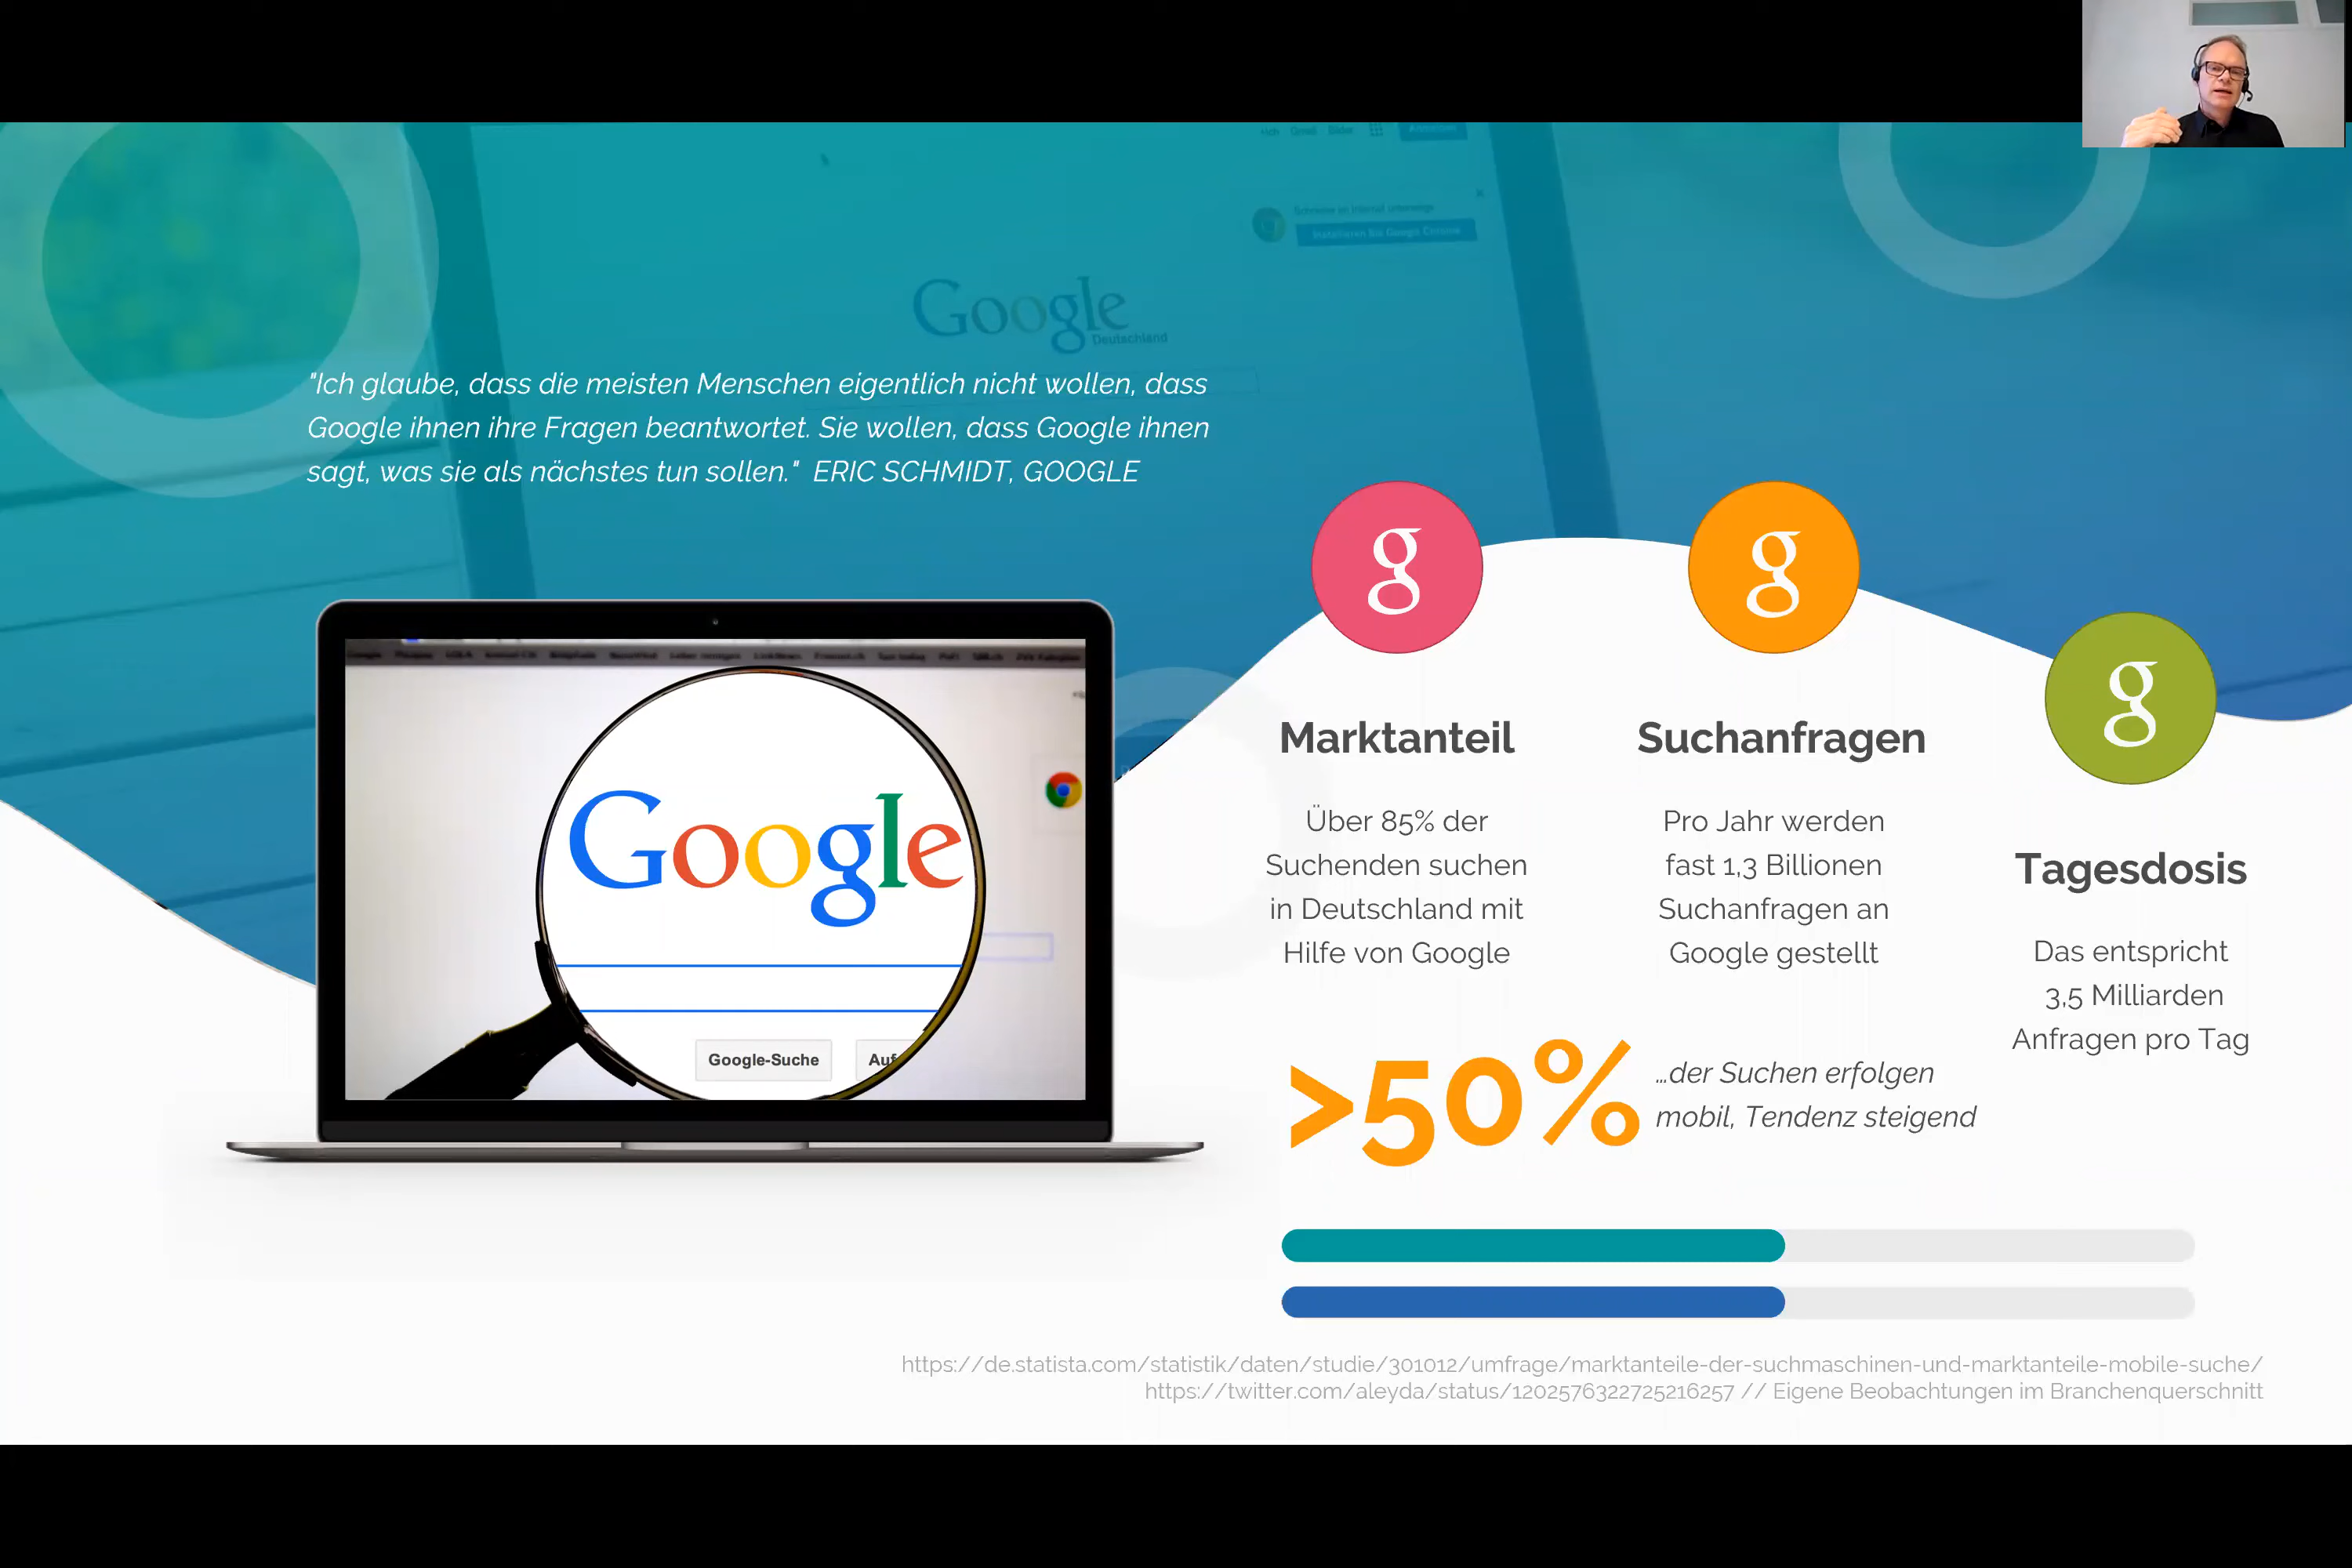 Google
Deutschland
"Ich glaube, dass die meisten Menschen eigentlich nicht wollen, dass
Google ihnen ihre Fragen beantwortet. Sie wollen, dass Google ihnen
sagt, was sie als nächstes tun sollen." ERIC SCHMIDT, GOOGLE
Google
Google-Suche
Auf
g
Marktanteil
Über 85% der
Suchenden suchen
in Deutschland mit
Hilfe von Google
g
Suchanfragen
Pro Jahr werden
fast 1,3 Billionen
Suchanfragen an
Google gestellt
g
Tagesdosis
Das entspricht
3,5 Milliarden
Anfragen pro Tag
>50%
...der Suchen erfolgen
mobil, Tendenz steigend
https://de.statista.com/statistik/daten/studie/301012/umfrage/marktanteile-der-suchmaschinen-und-marktanteile-mobile-suche/
https://twitter.com/aleyda/status/1202576322725216257 // Eigene Beobachtungen im Branchenquerschnitt